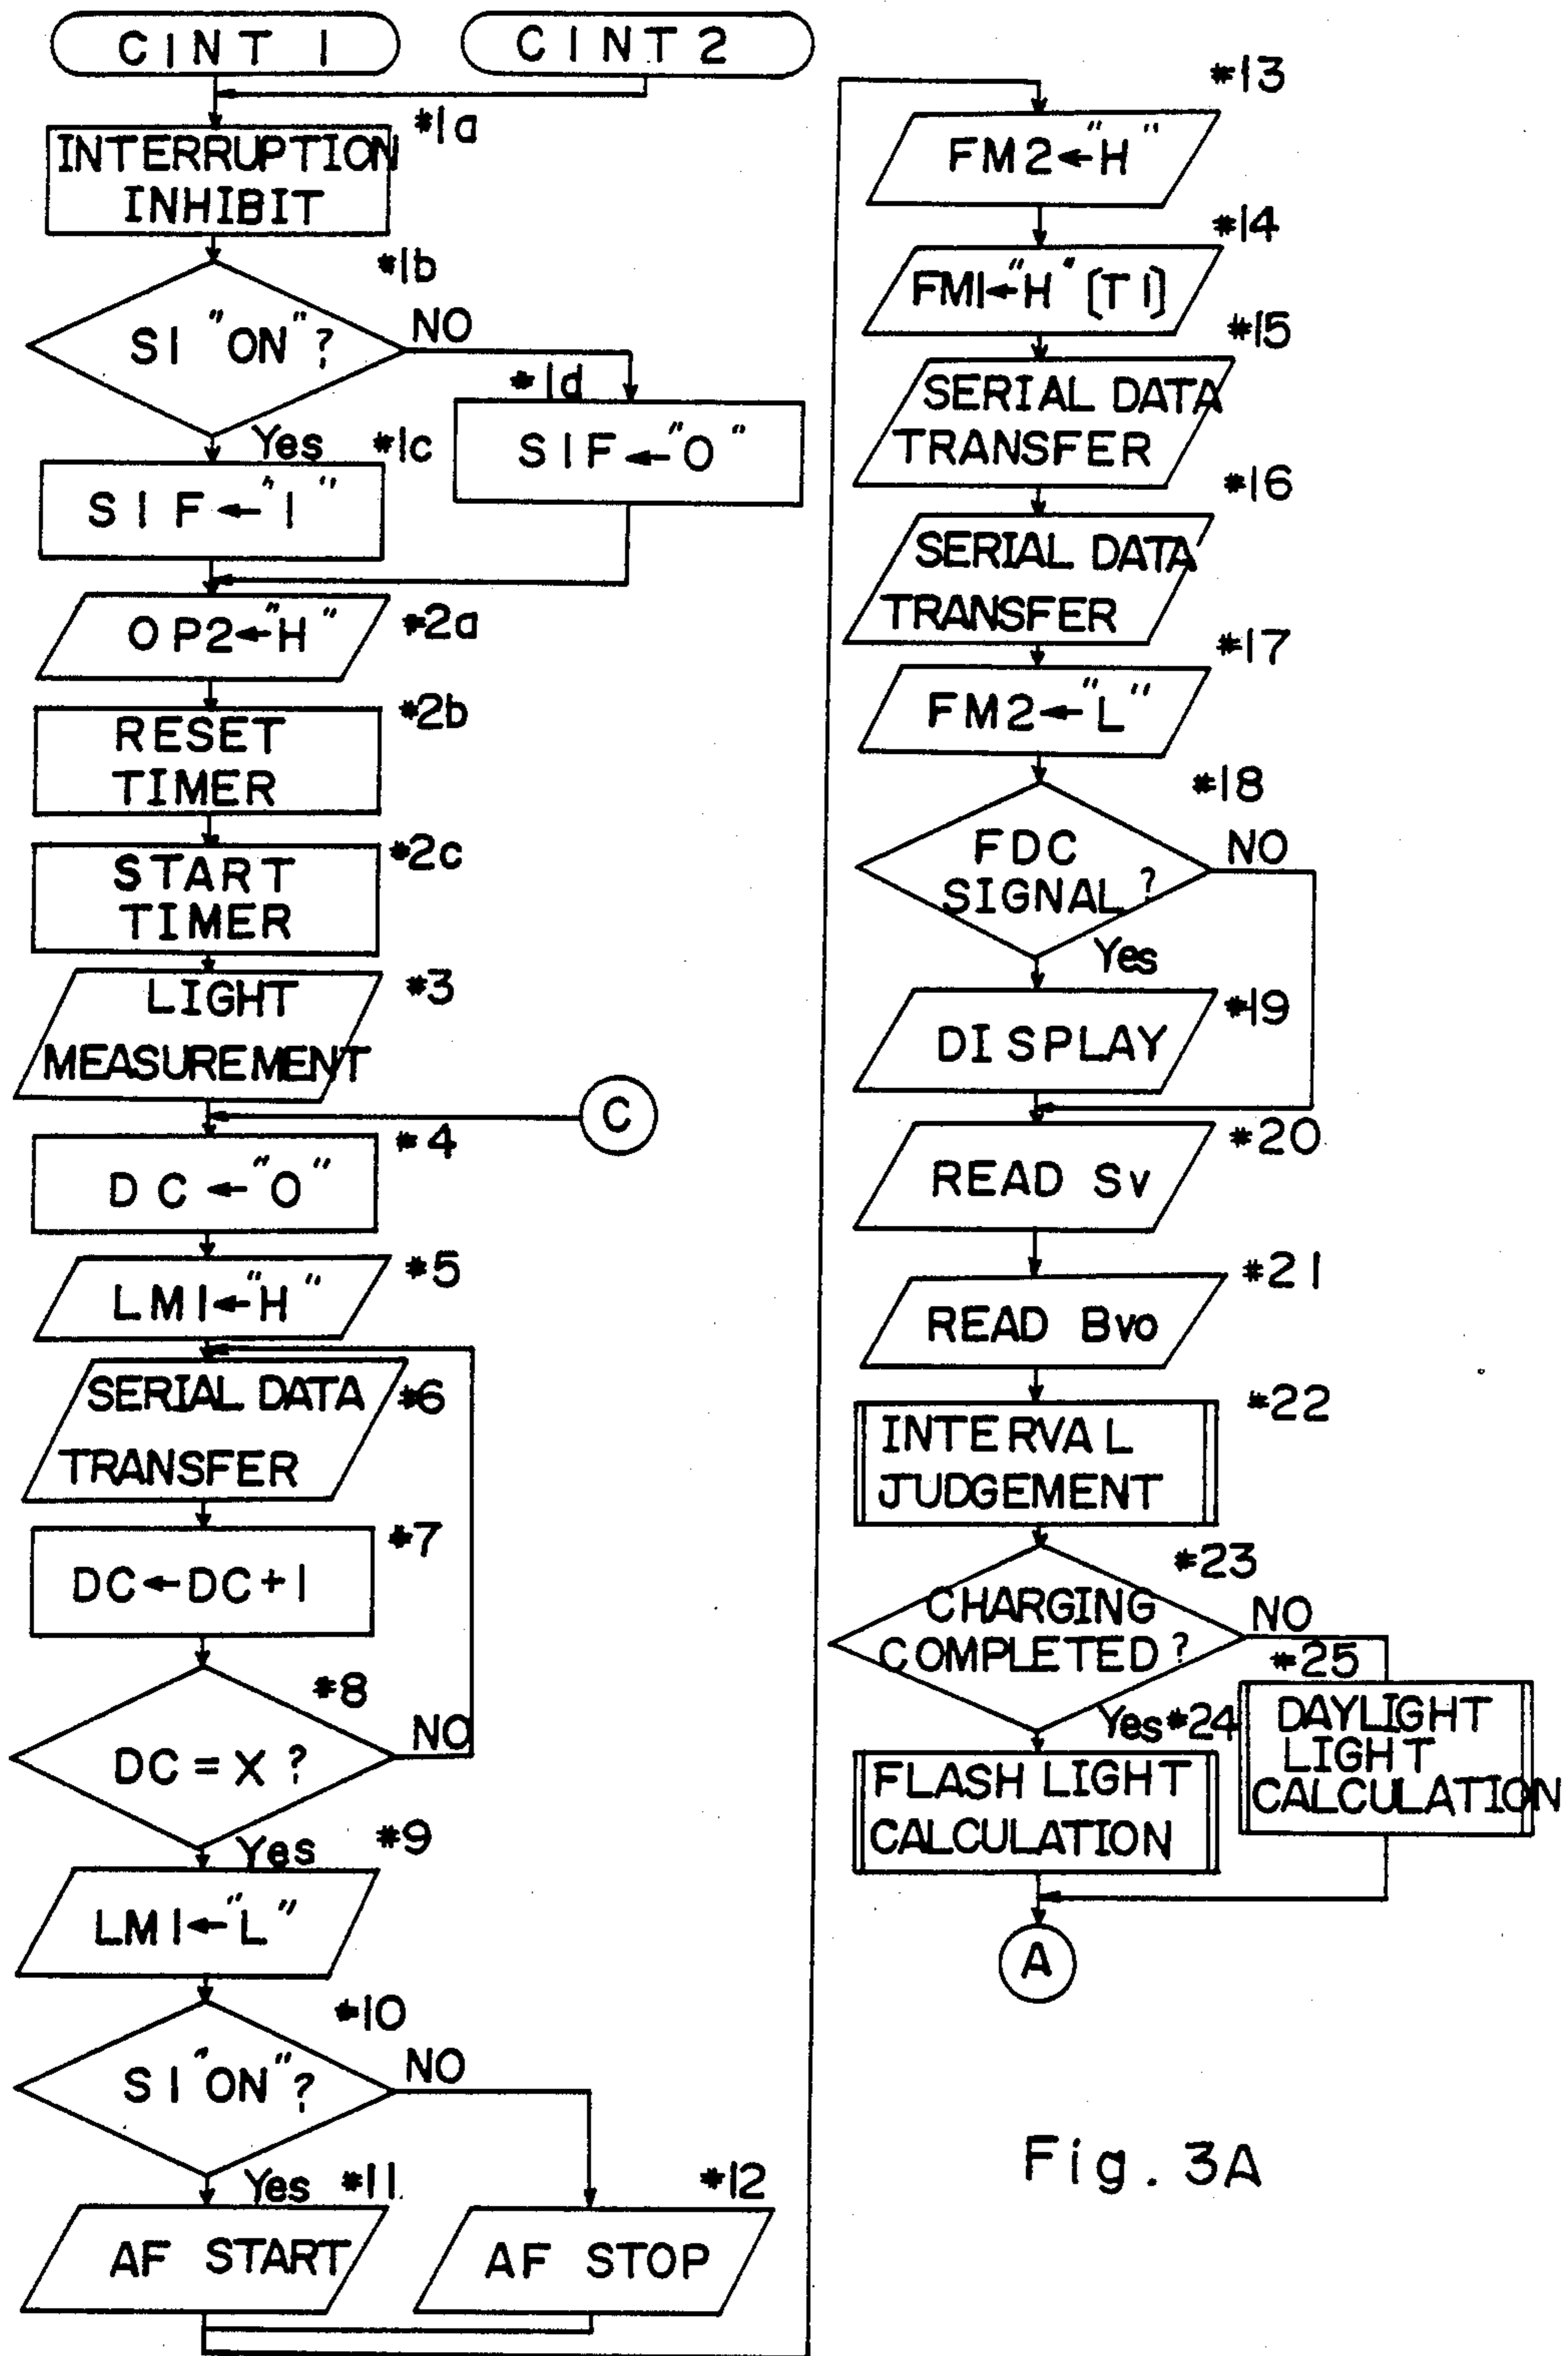 CINT 1
CINT 2
*1a
INTERRUPTION
INHIBIT
*1b
S1 "ON"?
NO
*1d
S1F←"0"
Yes
*1c
S1F←"1"
OP2←"H"
*2a
RESET
TIMER
*2b
START
TIMER
*2c
LIGHT
MEASUREMENT
*3
C
DC←"0"
*4
LM1←"H"
*5
SERIAL DATA
TRANSFER
*6
DC←DC+1
*7
*8
DC=X?
NO
Yes
*9
LM1←"L"
*10
S1"ON"?
NO
Yes
*11
AF START
*12
AF STOP
*13
FM2←"H"
*14
FM1←"H" [T1]
*15
SERIAL DATA
TRANSFER
*16
SERIAL DATA
TRANSFER
*17
FM2←"L"
*18
FDC
SIGNAL?
NO
Yes
*19
DISPLAY
*20
READ Sv
*21
READ Bvo
*22
INTERVAL
JUDGEMENT
*23
CHARGING
COMPLETED?
NO
*25
DAYLIGHT
LIGHT
CALCULATION
Yes
*24
FLASH LIGHT
CALCULATION
A
Fig. 3A